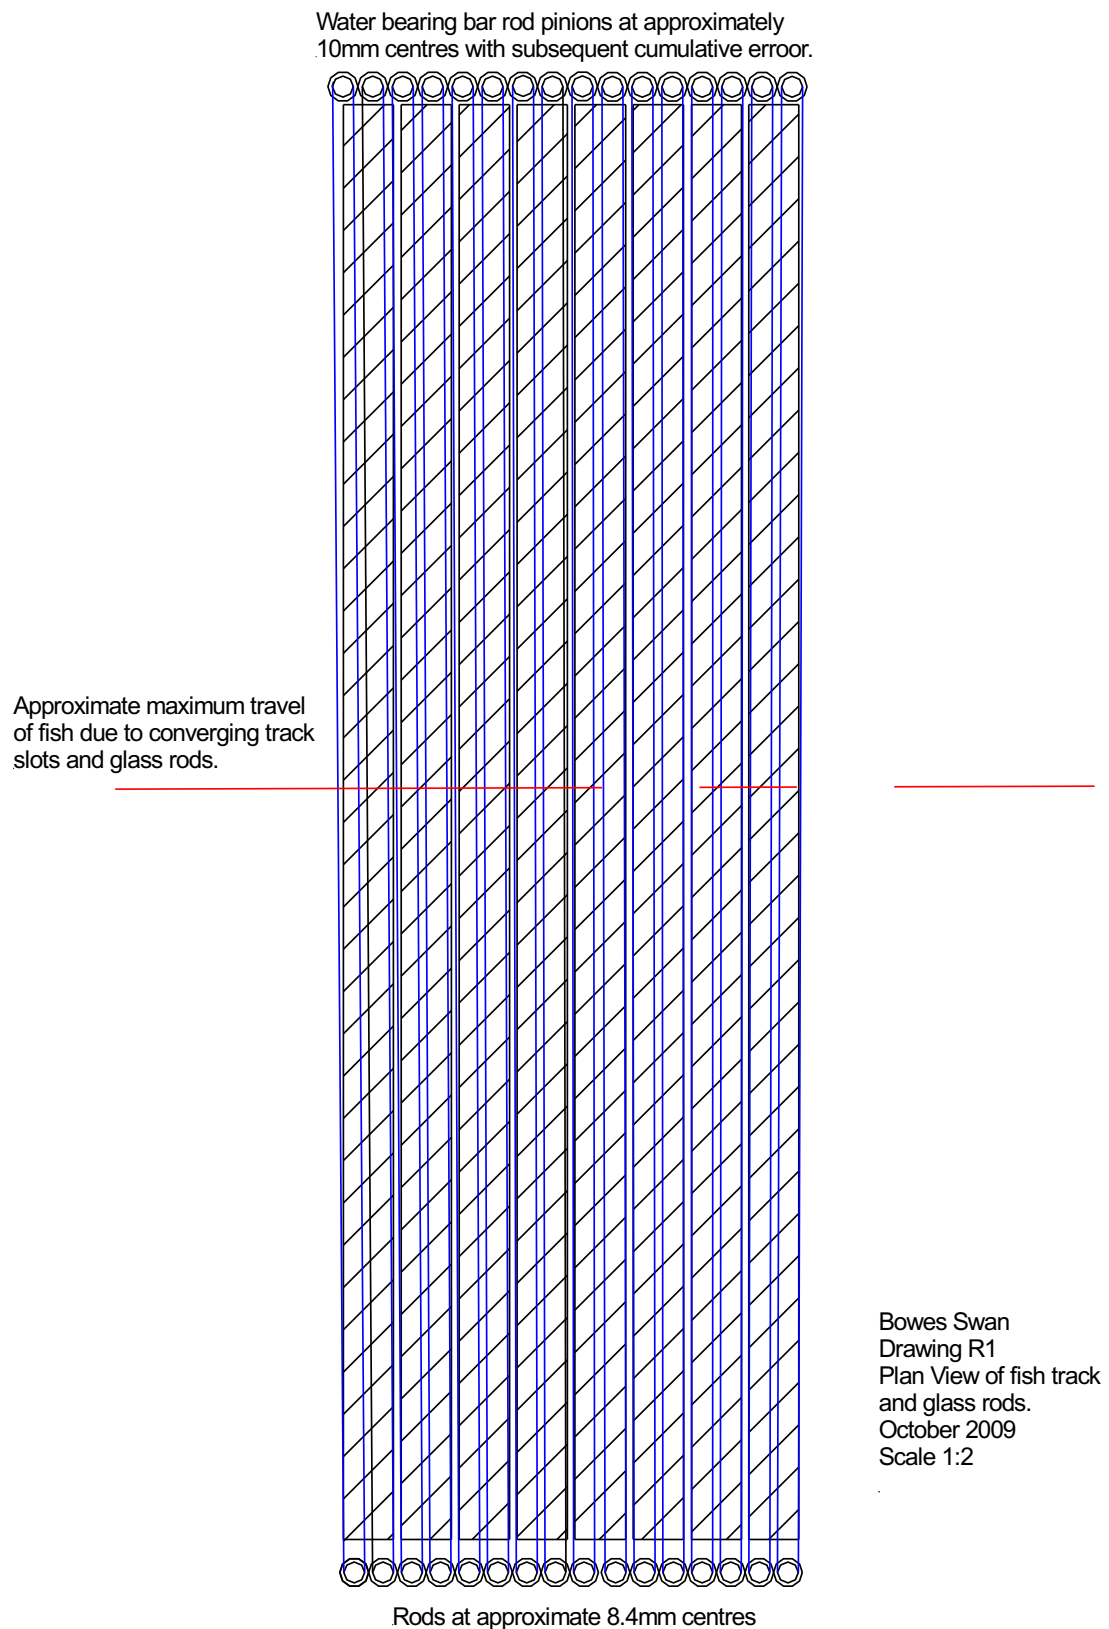 Water bearing bar rod pinions at approximately
10mm centres with subsequent cumulative erroor.
Approximate maximum travel
of fish due to converging track
slots and glass rods.
Bowes Swan
Drawing R1
Plan View of fish track
and glass rods.
October 2009
Scale 1:2
Rods at approximate 8.4mm centres